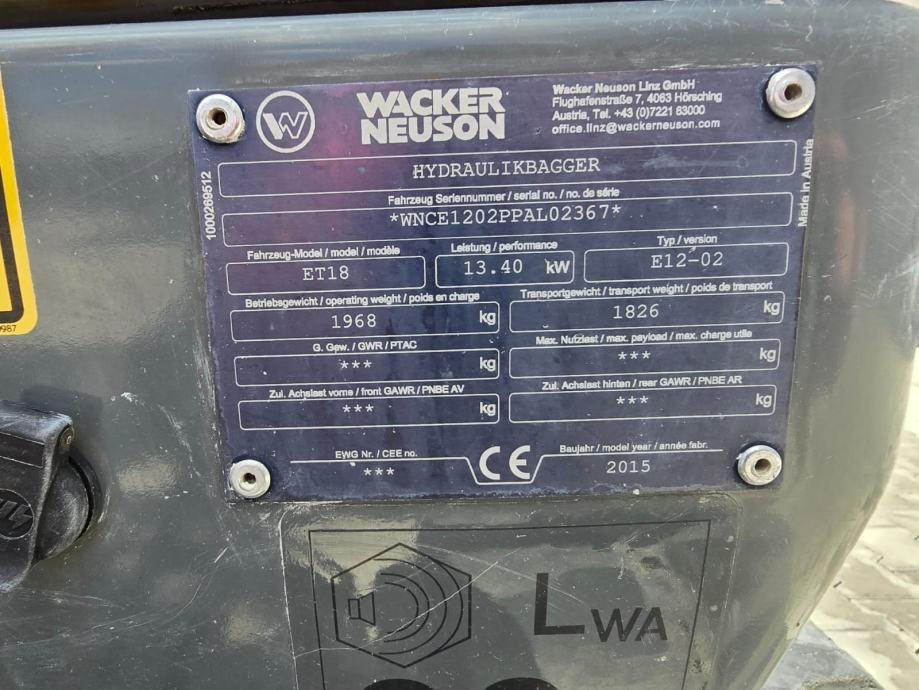 WACKER
NEUSON
Wacker Neuson Linz GmbH
Flughafenstraße 7, 4063 Hörsching
Austria, Tel. +43 (0)7221 63000
office.linz@wackerneuson.com
HYDRAULIKBAGGER
Fahrzeug Seriennummer / serial no. / no. de série
*WNCE1202PPAL02367*
Fahrzeug-Model / model / modèle
Leistung / performance
Typ / version
ET18
13.40 kW
E12-02
Betriebsgewicht / operating weight / poids en charge
Transportgewicht / transport weight / poids de transport
1968 kg
1826 kg
G. Gew. / GWR / PTAC
Max. Nutzlast / max. payload / max. charge utile
*** kg
*** kg
Zul. Achslast vorne / front GAWR / PNBE AV
Zul. Achslast hinten / rear GAWR / PNBE AR
*** kg
*** kg
EWG Nr. / CEE no.
CE
Baujahr / model year / année fabr.
***
2015
1000269512
Made in Austria
LWA